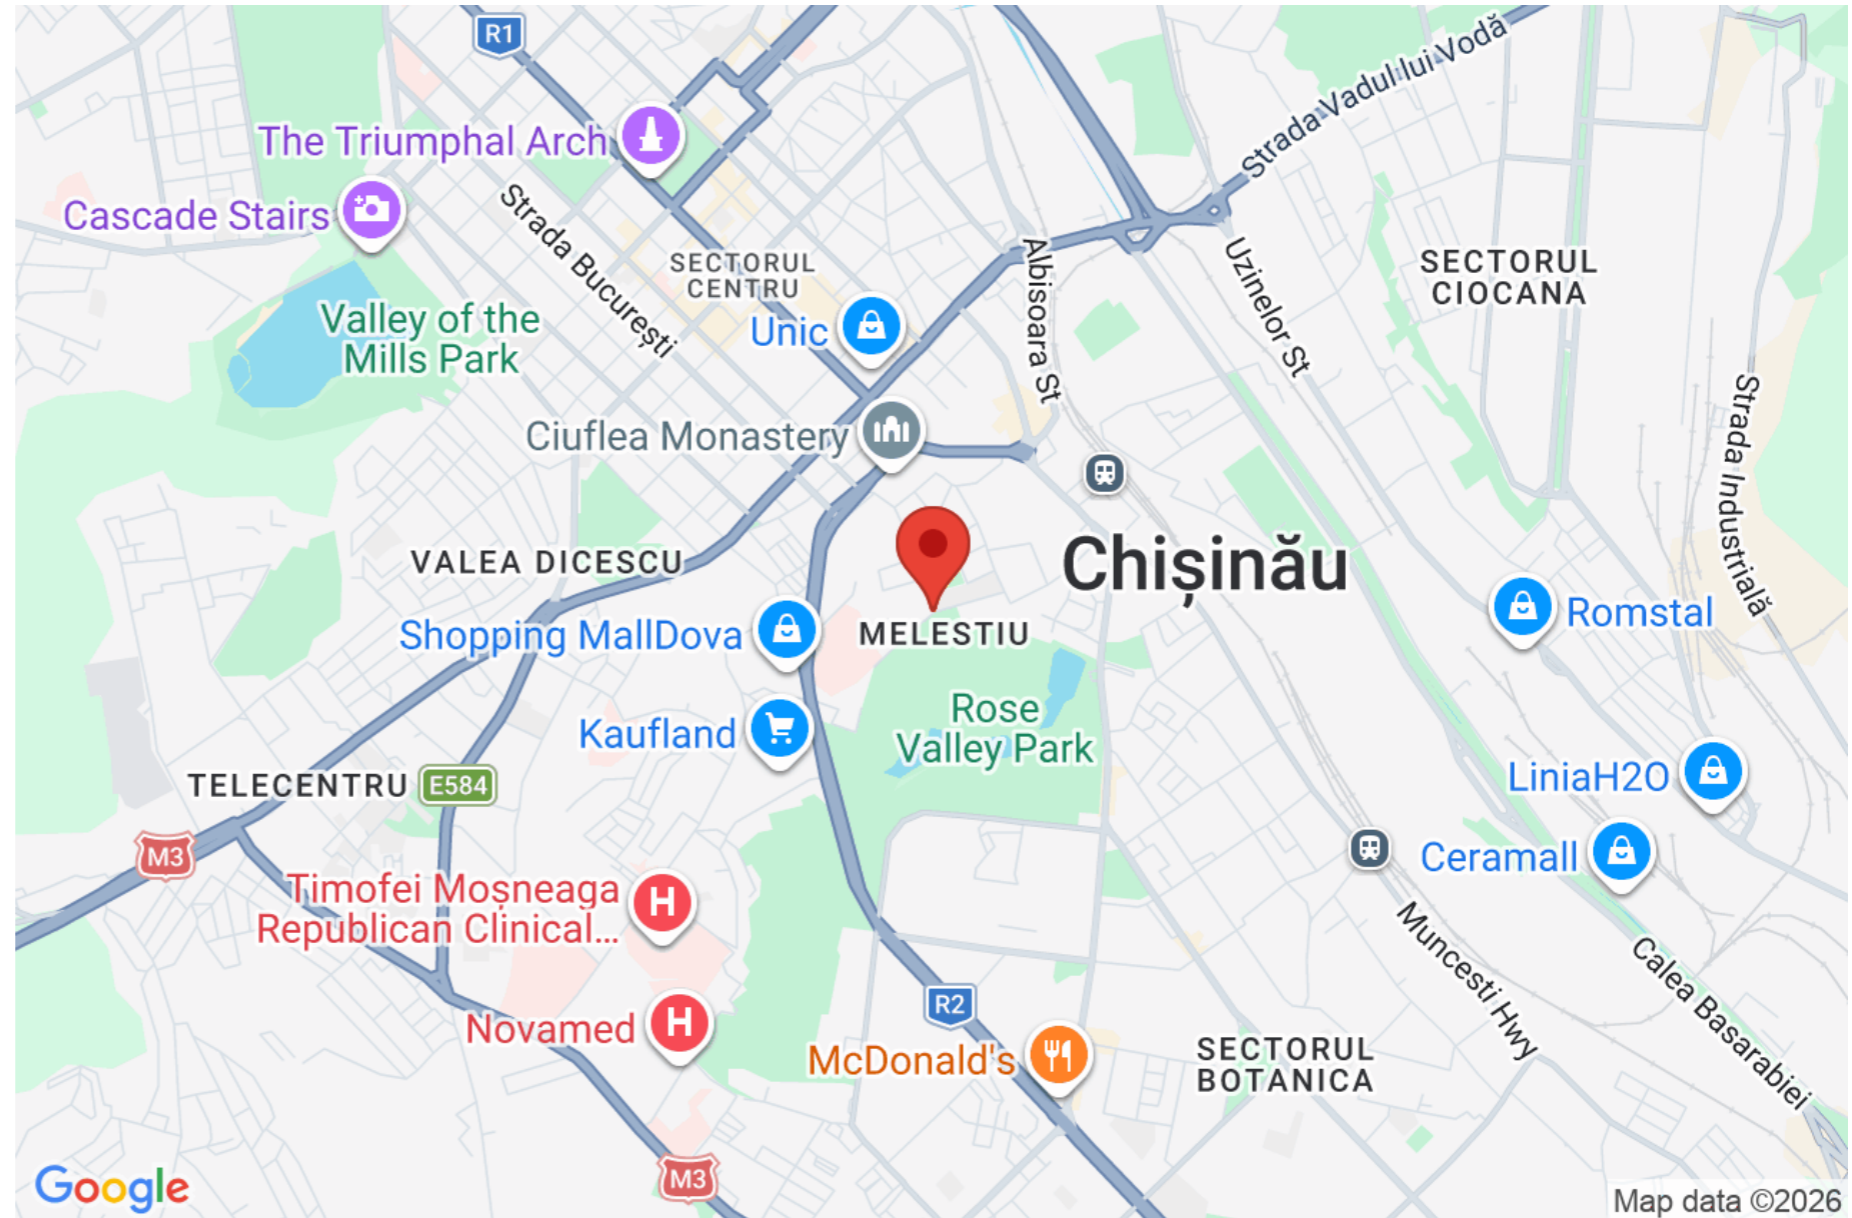 R1
Strada Vadul lui Vodă
The Triumphal Arch
Cascade Stairs
Strada București
SECTORUL
CENTRU
Albisoara St
Uzinelor St
SECTORUL
CIOCANA
Valley of the
Mills Park
Unic
Ciuflea Monastery
Strada Industrială
VALEA DICESCU
Chișinău
Romstal
Shopping MallDova
MELESTIU
Kaufland
Rose
Valley Park
TELECENTRU
E584
LiniaH2O
M3
Ceramall
Timofei Moșneaga
Republican Clinical...
H
Muncesti Hwy
Calea Basarabiei
R2
Novamed
H
McDonald's
SECTORUL
BOTANICA
M3
Google
Map data ©2026